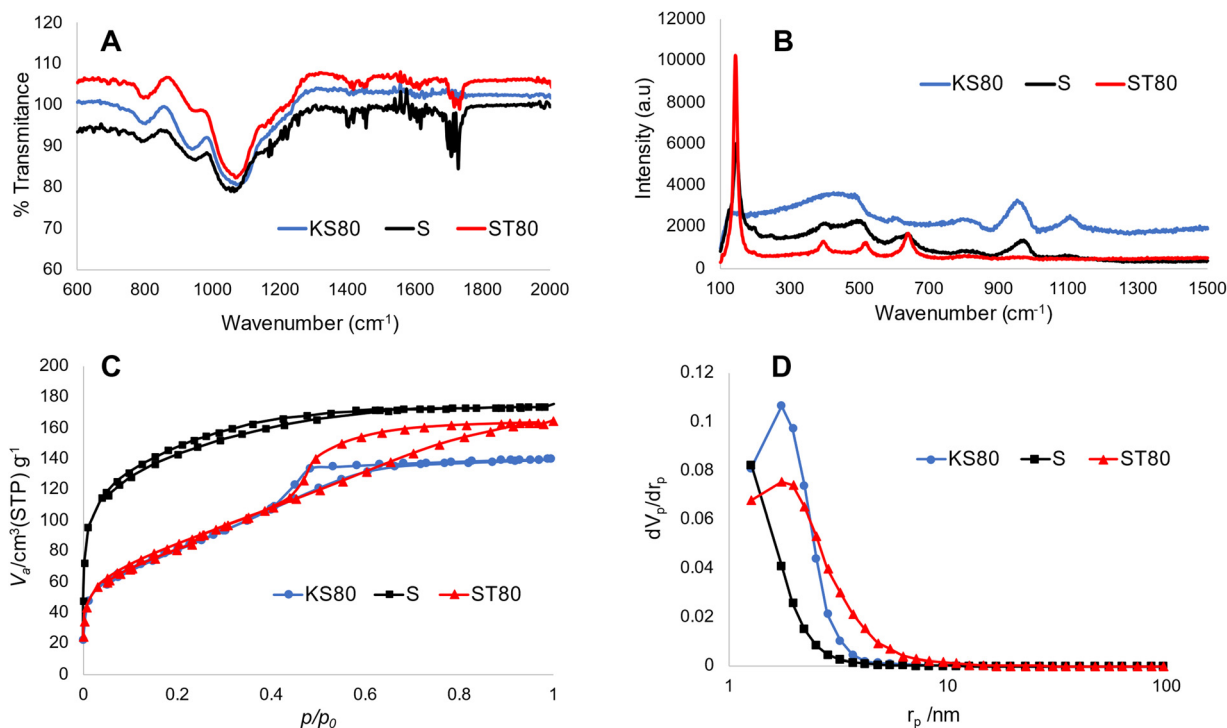 A
% Transmitance
120
110
100
90
80
70
60
KS80 S ST80
600 800 1000 1200 1400 1600 1800 2000
Wavenumber (cm-1)
B
Intensity (a.u)
12000
10000
8000
6000
4000
2000
0
KS80 S ST80
100 300 500 700 900 1100 1300 1500
Wavenumber (cm-1)
C
Va/cm3(STP) g-1
200
180
160
140
120
100
80
60
40
20
0
KS80 S ST80
0 0.2 0.4 0.6 0.8 1
p/p0
D
dVp/drp
0.12
0.1
0.08
0.06
0.04
0.02
0
KS80 S ST80
1 10 100
rp /nm